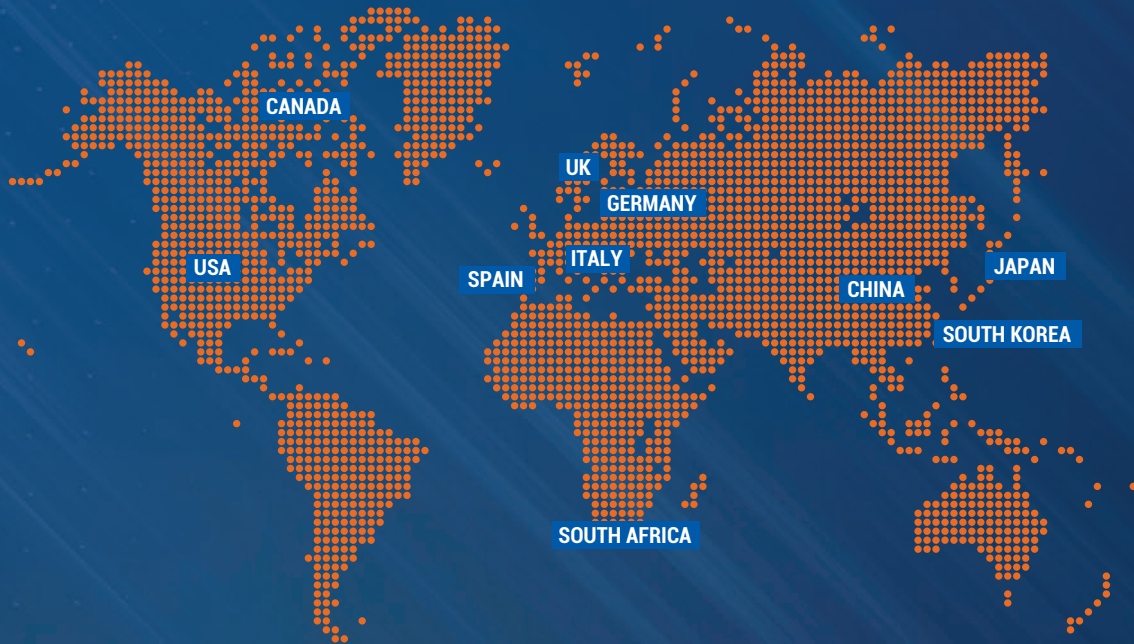 CANADA
UK
GERMANY
ITALY
USA
SPAIN
JAPAN
CHINA
SOUTH KOREA
SOUTH AFRICA